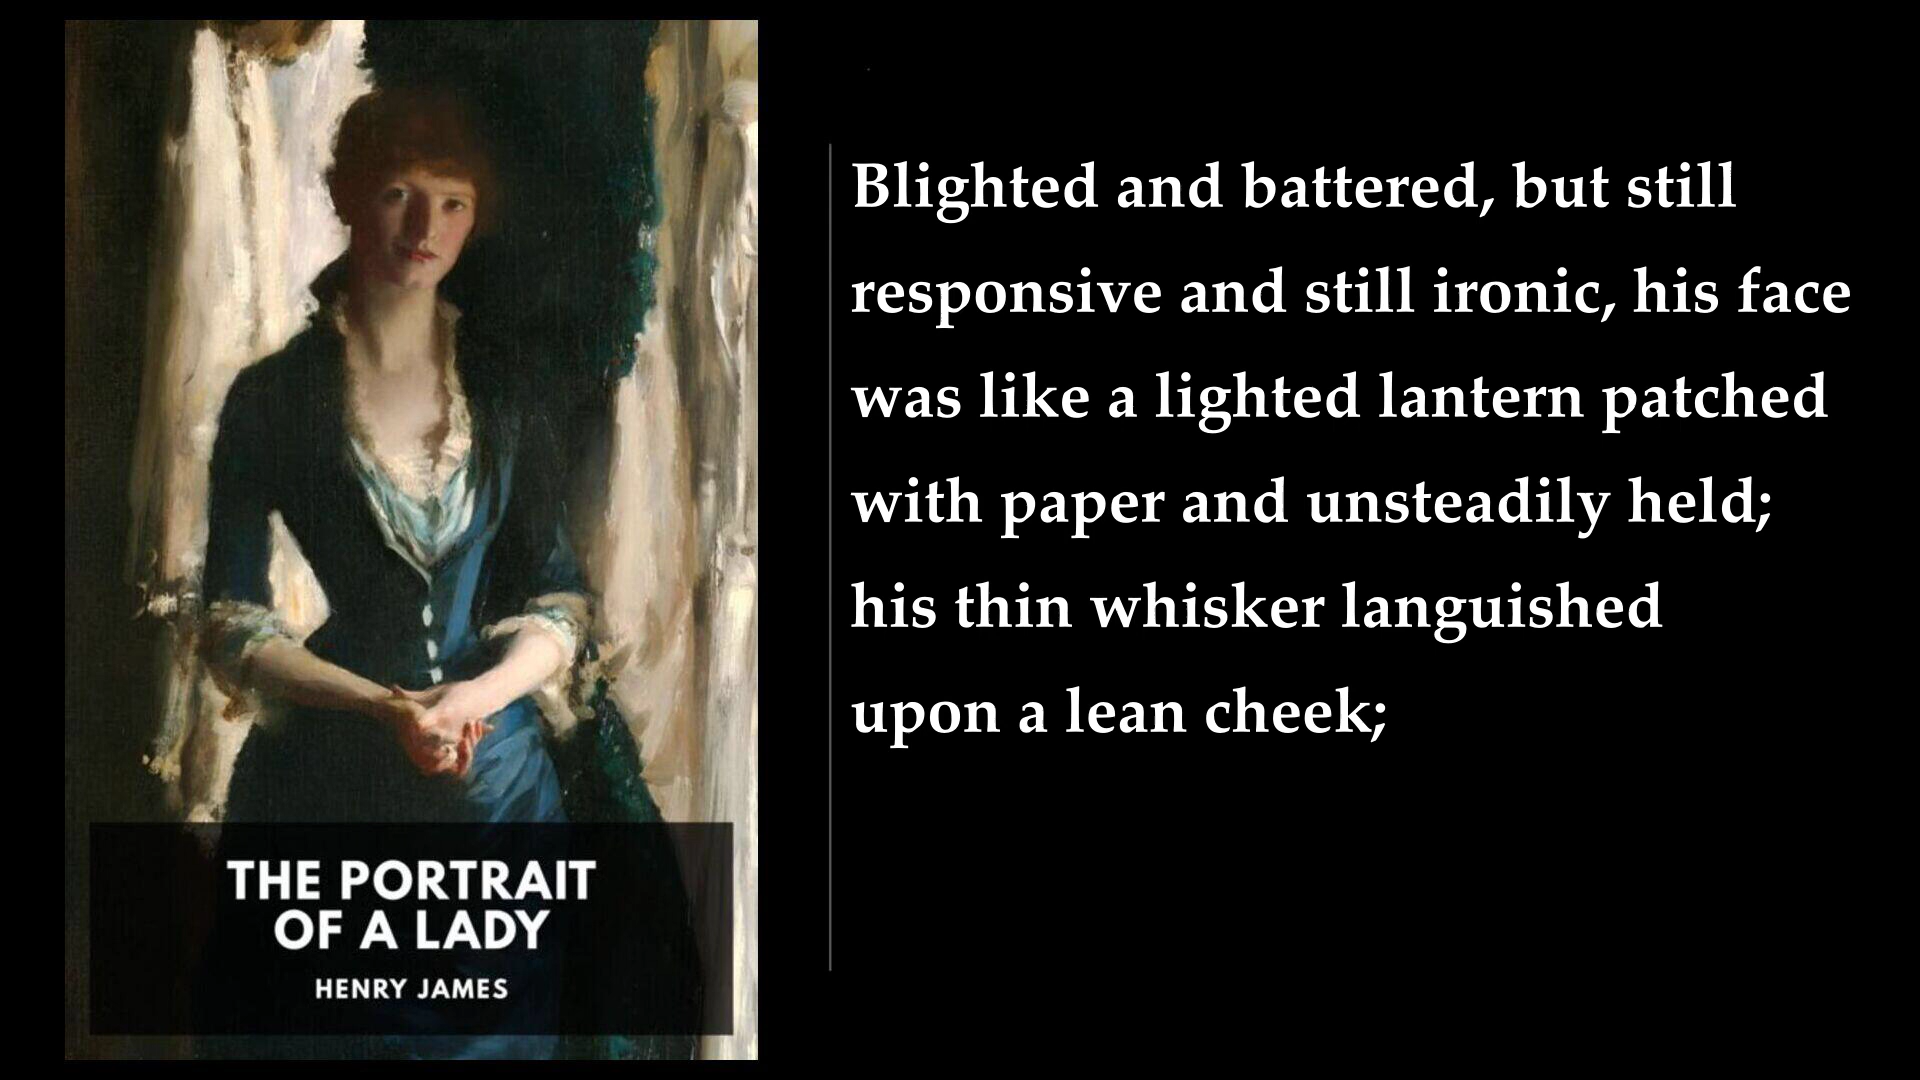 THE PORTRAIT
OF A LADY
HENRY JAMES
Blighted and battered, but still
responsive and still ironic, his face
was like a lighted lantern patched
with paper and unsteadily held;
his thin whisker languished
upon a lean cheek;